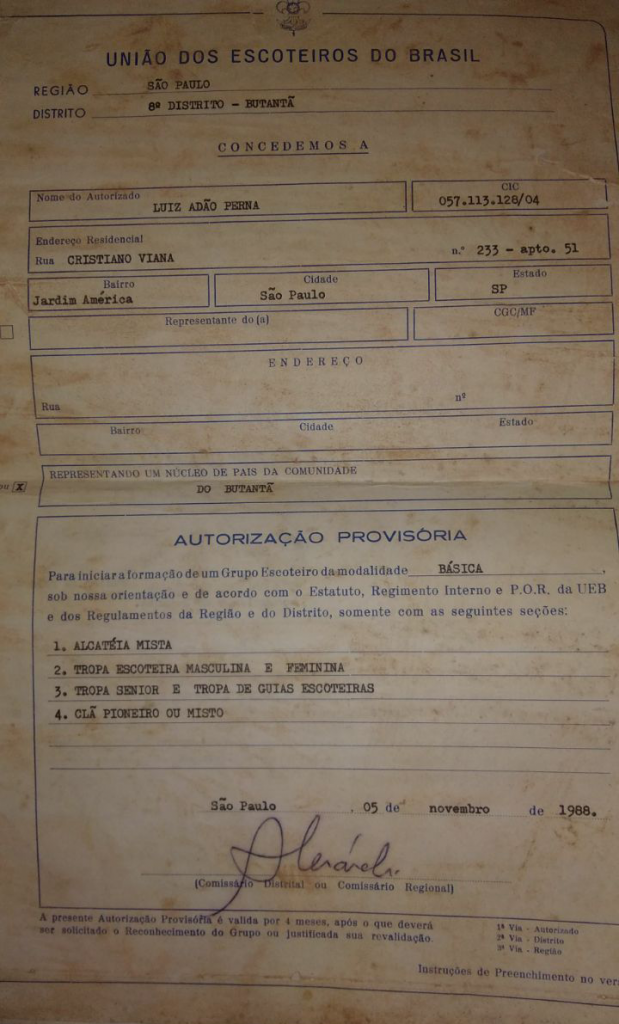 UNIÃO DOS ESCOTEIROS DO BRASIL
REGIÃO SÃO PAULO
DISTRITO 8º DISTRITO - BUTANTÃ
CONCEDEMOS A
Nome do Autorizado
LUIZ ADÃO PERNA
CIC
057.113.128/04
Endereço Residencial
Rua CRISTIANO VIANA n.º 233 - apto. 51
Bairro
Jardim América
Cidade
São Paulo
Estado
SP
Representante do (a)
CGC/MF
ENDEREÇO
Rua nº
Bairro Cidade Estado
ou (X) REPRESENTANDO UM NÚCLEO DE PAIS DA COMUNIDADE
DO BUTANTÃ
AUTORIZAÇÃO PROVISÓRIA
Para iniciar a formação de um Grupo Escoteiro da modalidade BÁSICA,
sob nossa orientação e de acordo com o Estatuto, Regimento Interno e P.O.R. da UEB
e dos Regulamentos da Região e do Distrito, somente com as seguintes seções:
1. ALCATÉIA MISTA
2. TROPA ESCOTEIRA MASCULINA E FEMININA
3. TROPA SENIOR E TROPA DE GUIAS ESCOTEIRAS
4. CLÃ PIONEIRO OU MISTO
São Paulo, 05 de novembro de 1988.
(Comissário Distrital ou Comissário Regional)
A presente Autorização Provisória é valida por 4 meses, após o que deverá
ser solicitado o Reconhecimento do Grupo ou justificada sua revalidação.
1ª Via - Autorizado
2ª Via - Distrito
3ª Via - Região
Instruções de Preenchimento no ver